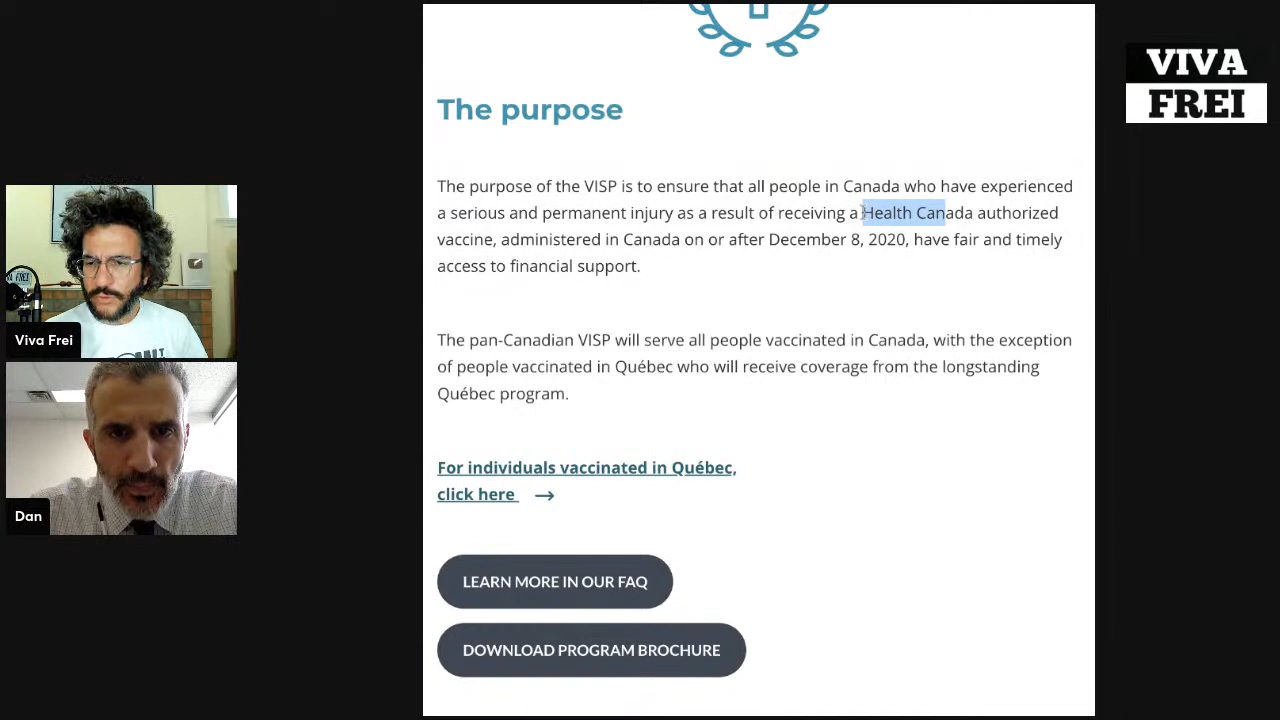 VIVA
FREI
The purpose
The purpose of the VISP is to ensure that all people in Canada who have experienced
a serious and permanent injury as a result of receiving a Health Canada authorized
vaccine, administered in Canada on or after December 8, 2020, have fair and timely
access to financial support.
The pan-Canadian VISP will serve all people vaccinated in Canada, with the exception
of people vaccinated in Québec who will receive coverage from the longstanding
Québec program.
For individuals vaccinated in Québec,
click here →
LEARN MORE IN OUR FAQ
DOWNLOAD PROGRAM BROCHURE
Viva Frei
Dan